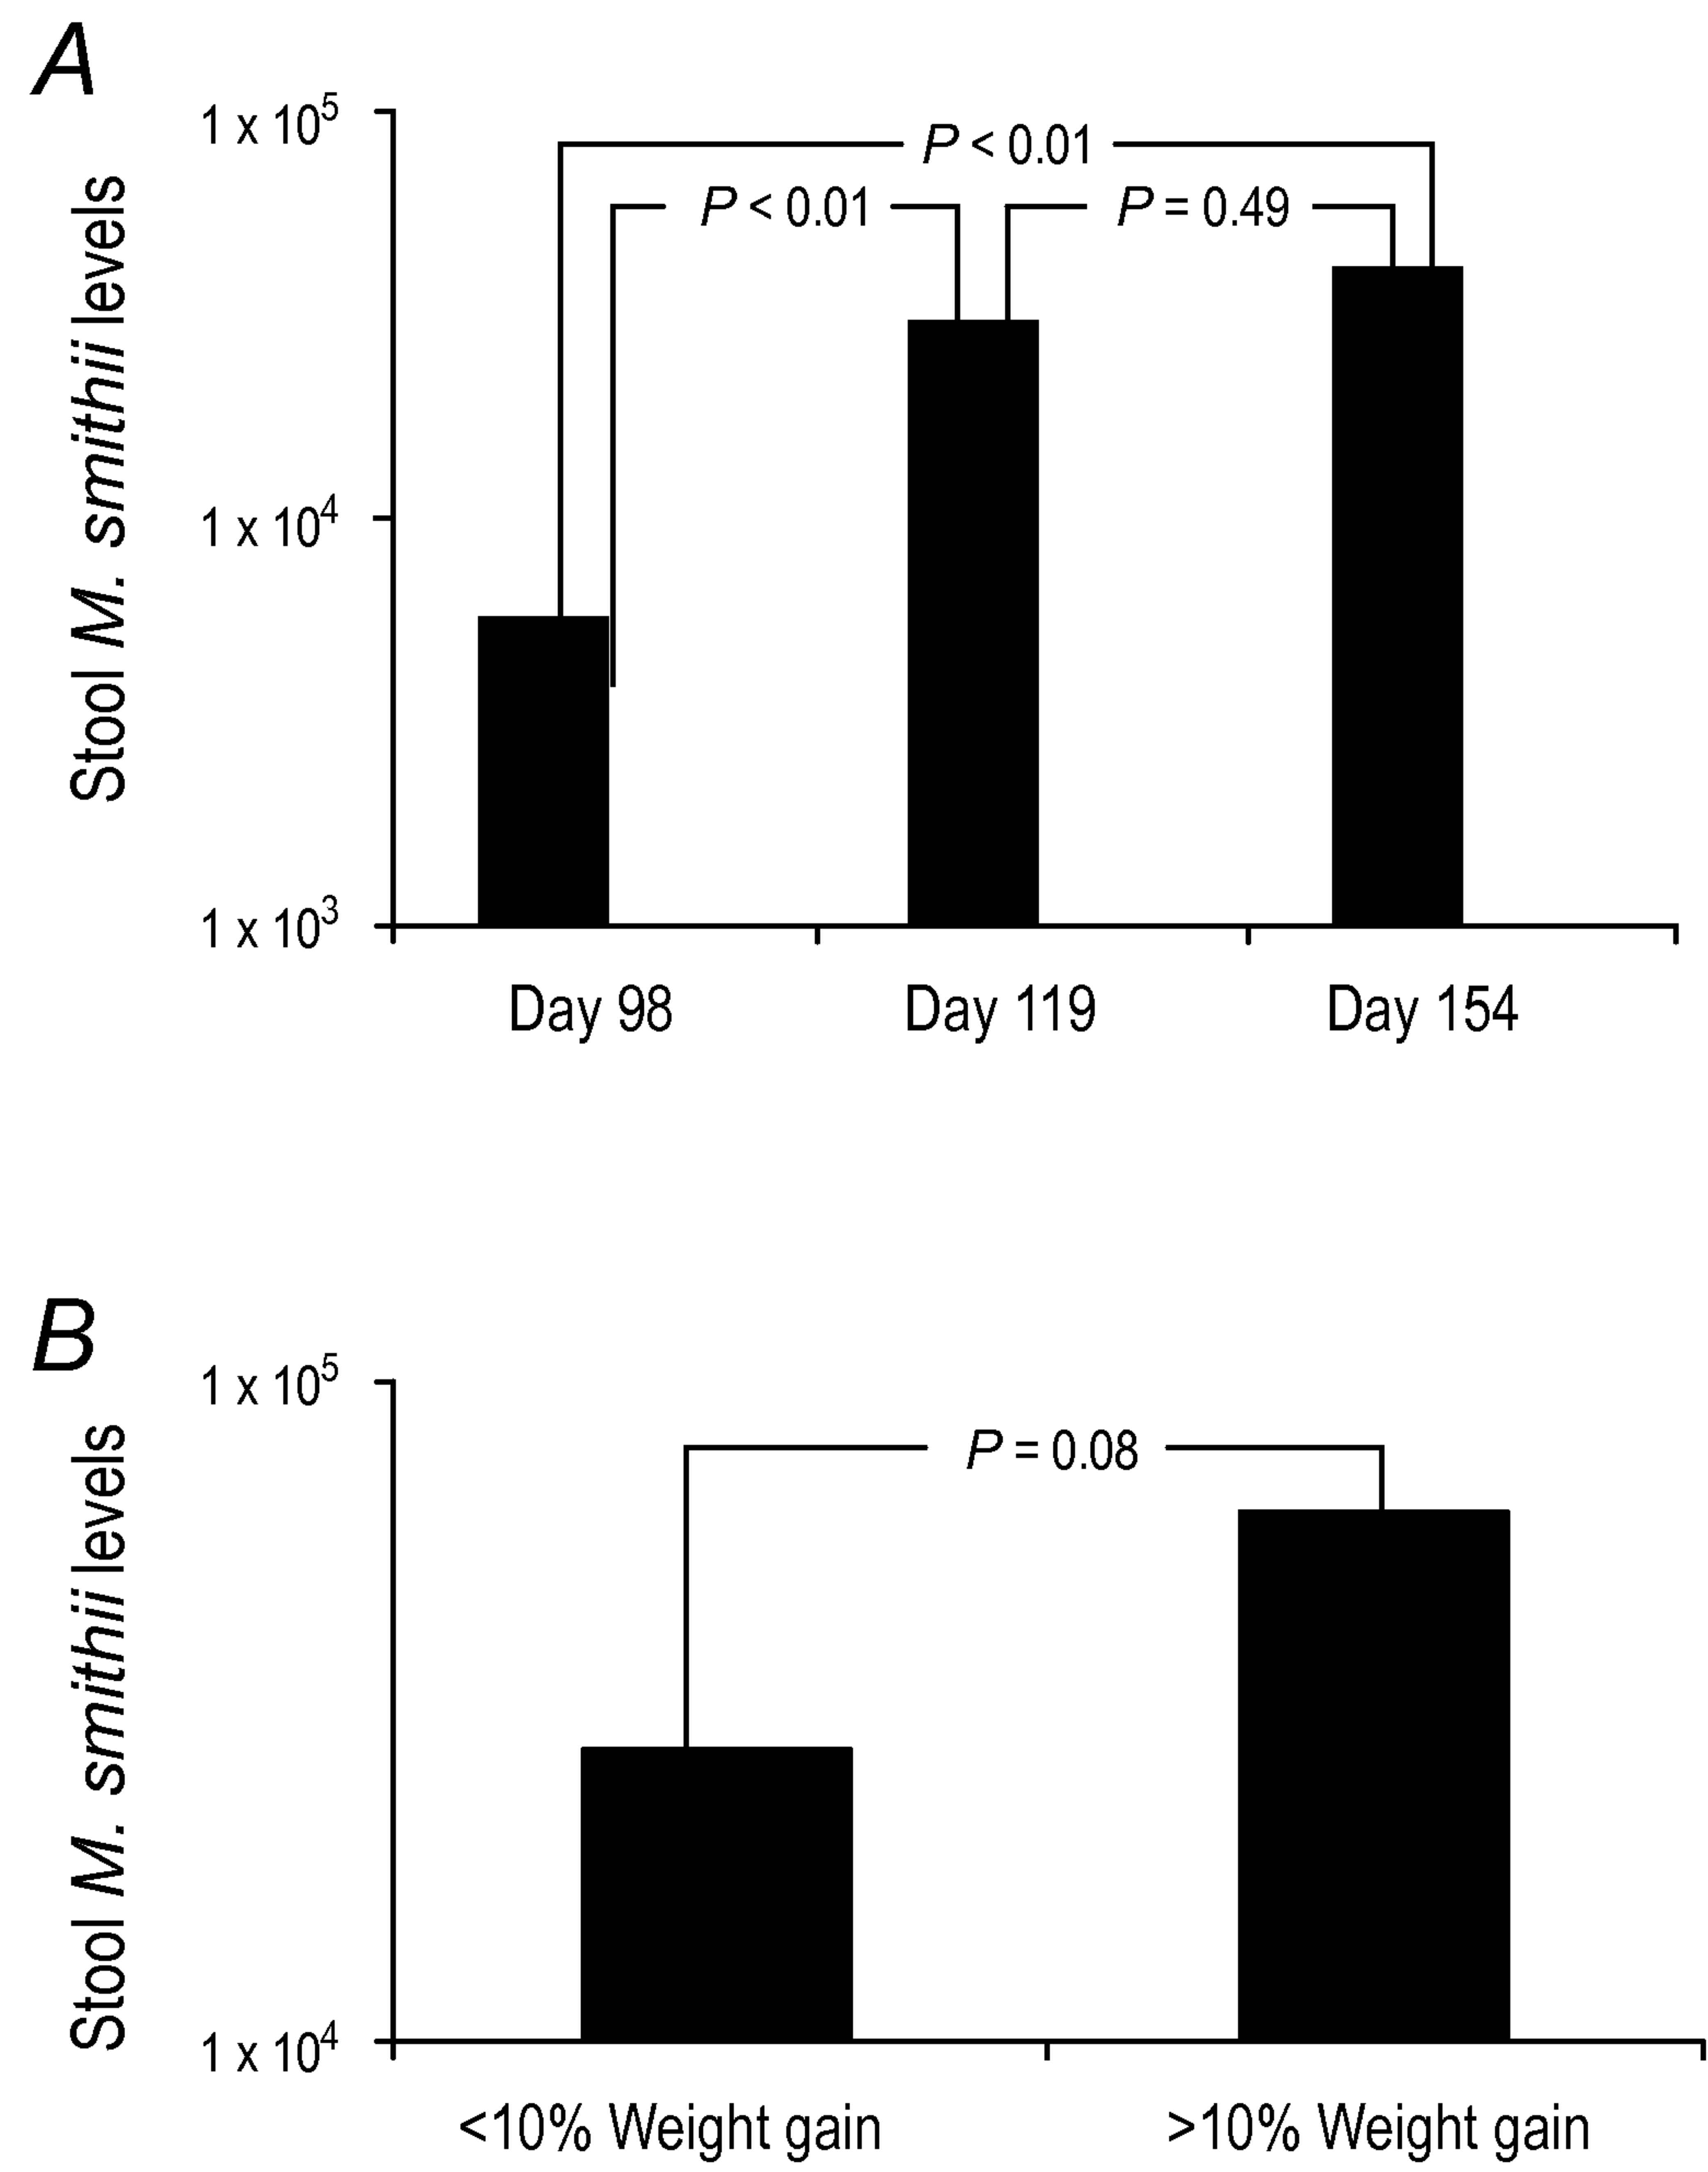 A
1 x 10⁵
P < 0.01
P < 0.01
P = 0.49
Stool M. smithii levels
1 x 10⁴
1 x 10³
Day 98
Day 119
Day 154
B
1 x 10⁵
P = 0.08
Stool M. smithii levels
1 x 10⁴
<10% Weight gain
>10% Weight gain